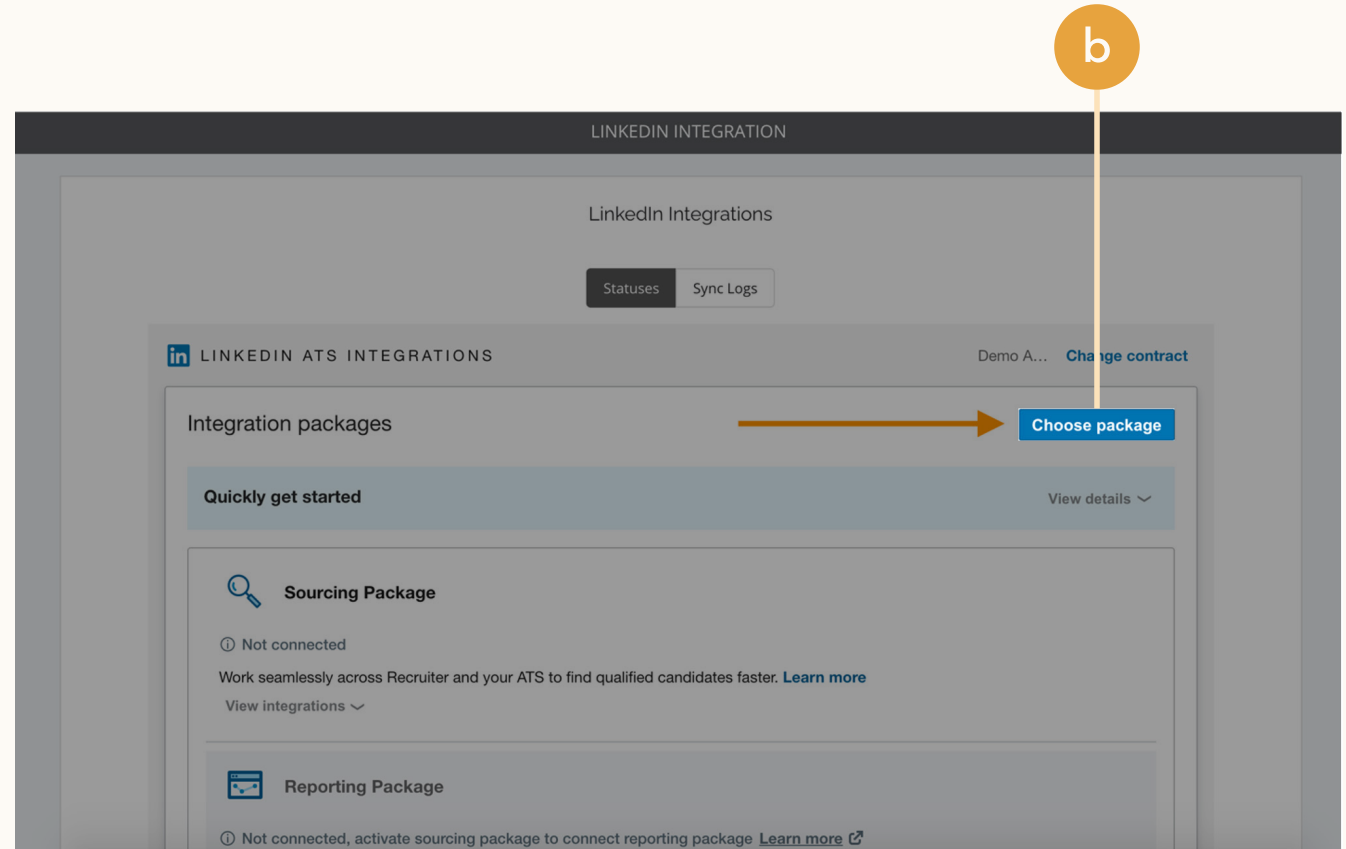 b
LINKEDIN INTEGRATION
LinkedIn Integrations
Statuses Sync Logs
in LINKEDIN ATS INTEGRATIONS Demo A... Change contract
Integration packages Choose package
Quickly get started View details
Sourcing Package
Not connected
Work seamlessly across Recruiter and your ATS to find qualified candidates faster. Learn more
View integrations
Reporting Package
Not connected, activate sourcing package to connect reporting package Learn more